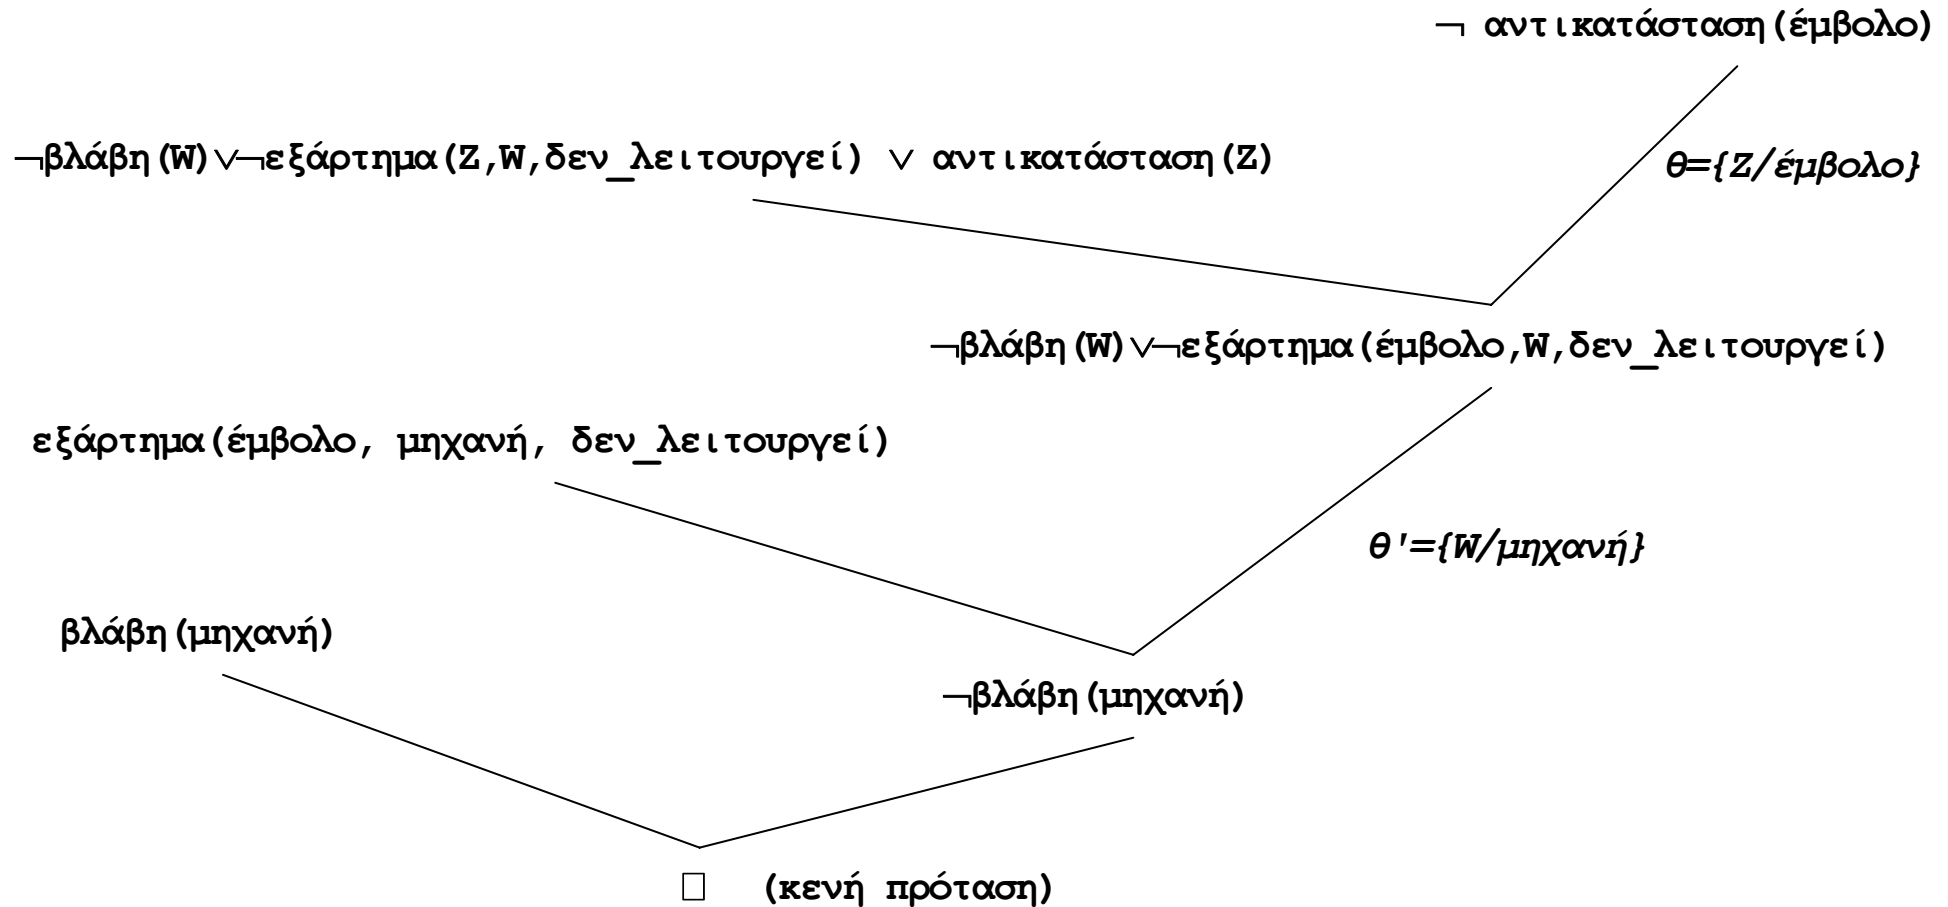 ¬ αντικατάσταση(έμβολο)
¬βλάβη(W)∨¬εξάρτημα(Z,W,δεν_λειτουργεί) ∨ αντικατάσταση(Z)
θ={Z/έμβολο}
¬βλάβη(W)∨¬εξάρτημα(έμβολο,W,δεν_λειτουργεί)
εξάρτημα(έμβολο, μηχανή, δεν_λειτουργεί)
θ'={W/μηχανή}
βλάβη(μηχανή)
¬βλάβη(μηχανή)
□ (κενή πρόταση)